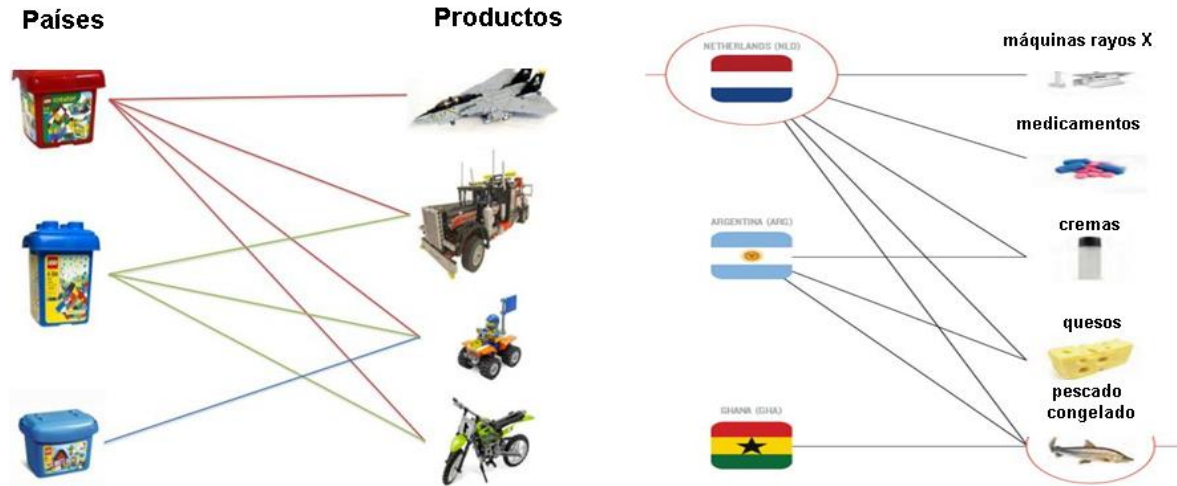 Países
Productos
NETHERLANDS (NLD)
máquinas rayos X
medicamentos
ARGENTINA (ARG)
cremas
quesos
GHANA (GHA)
pescado
congelado